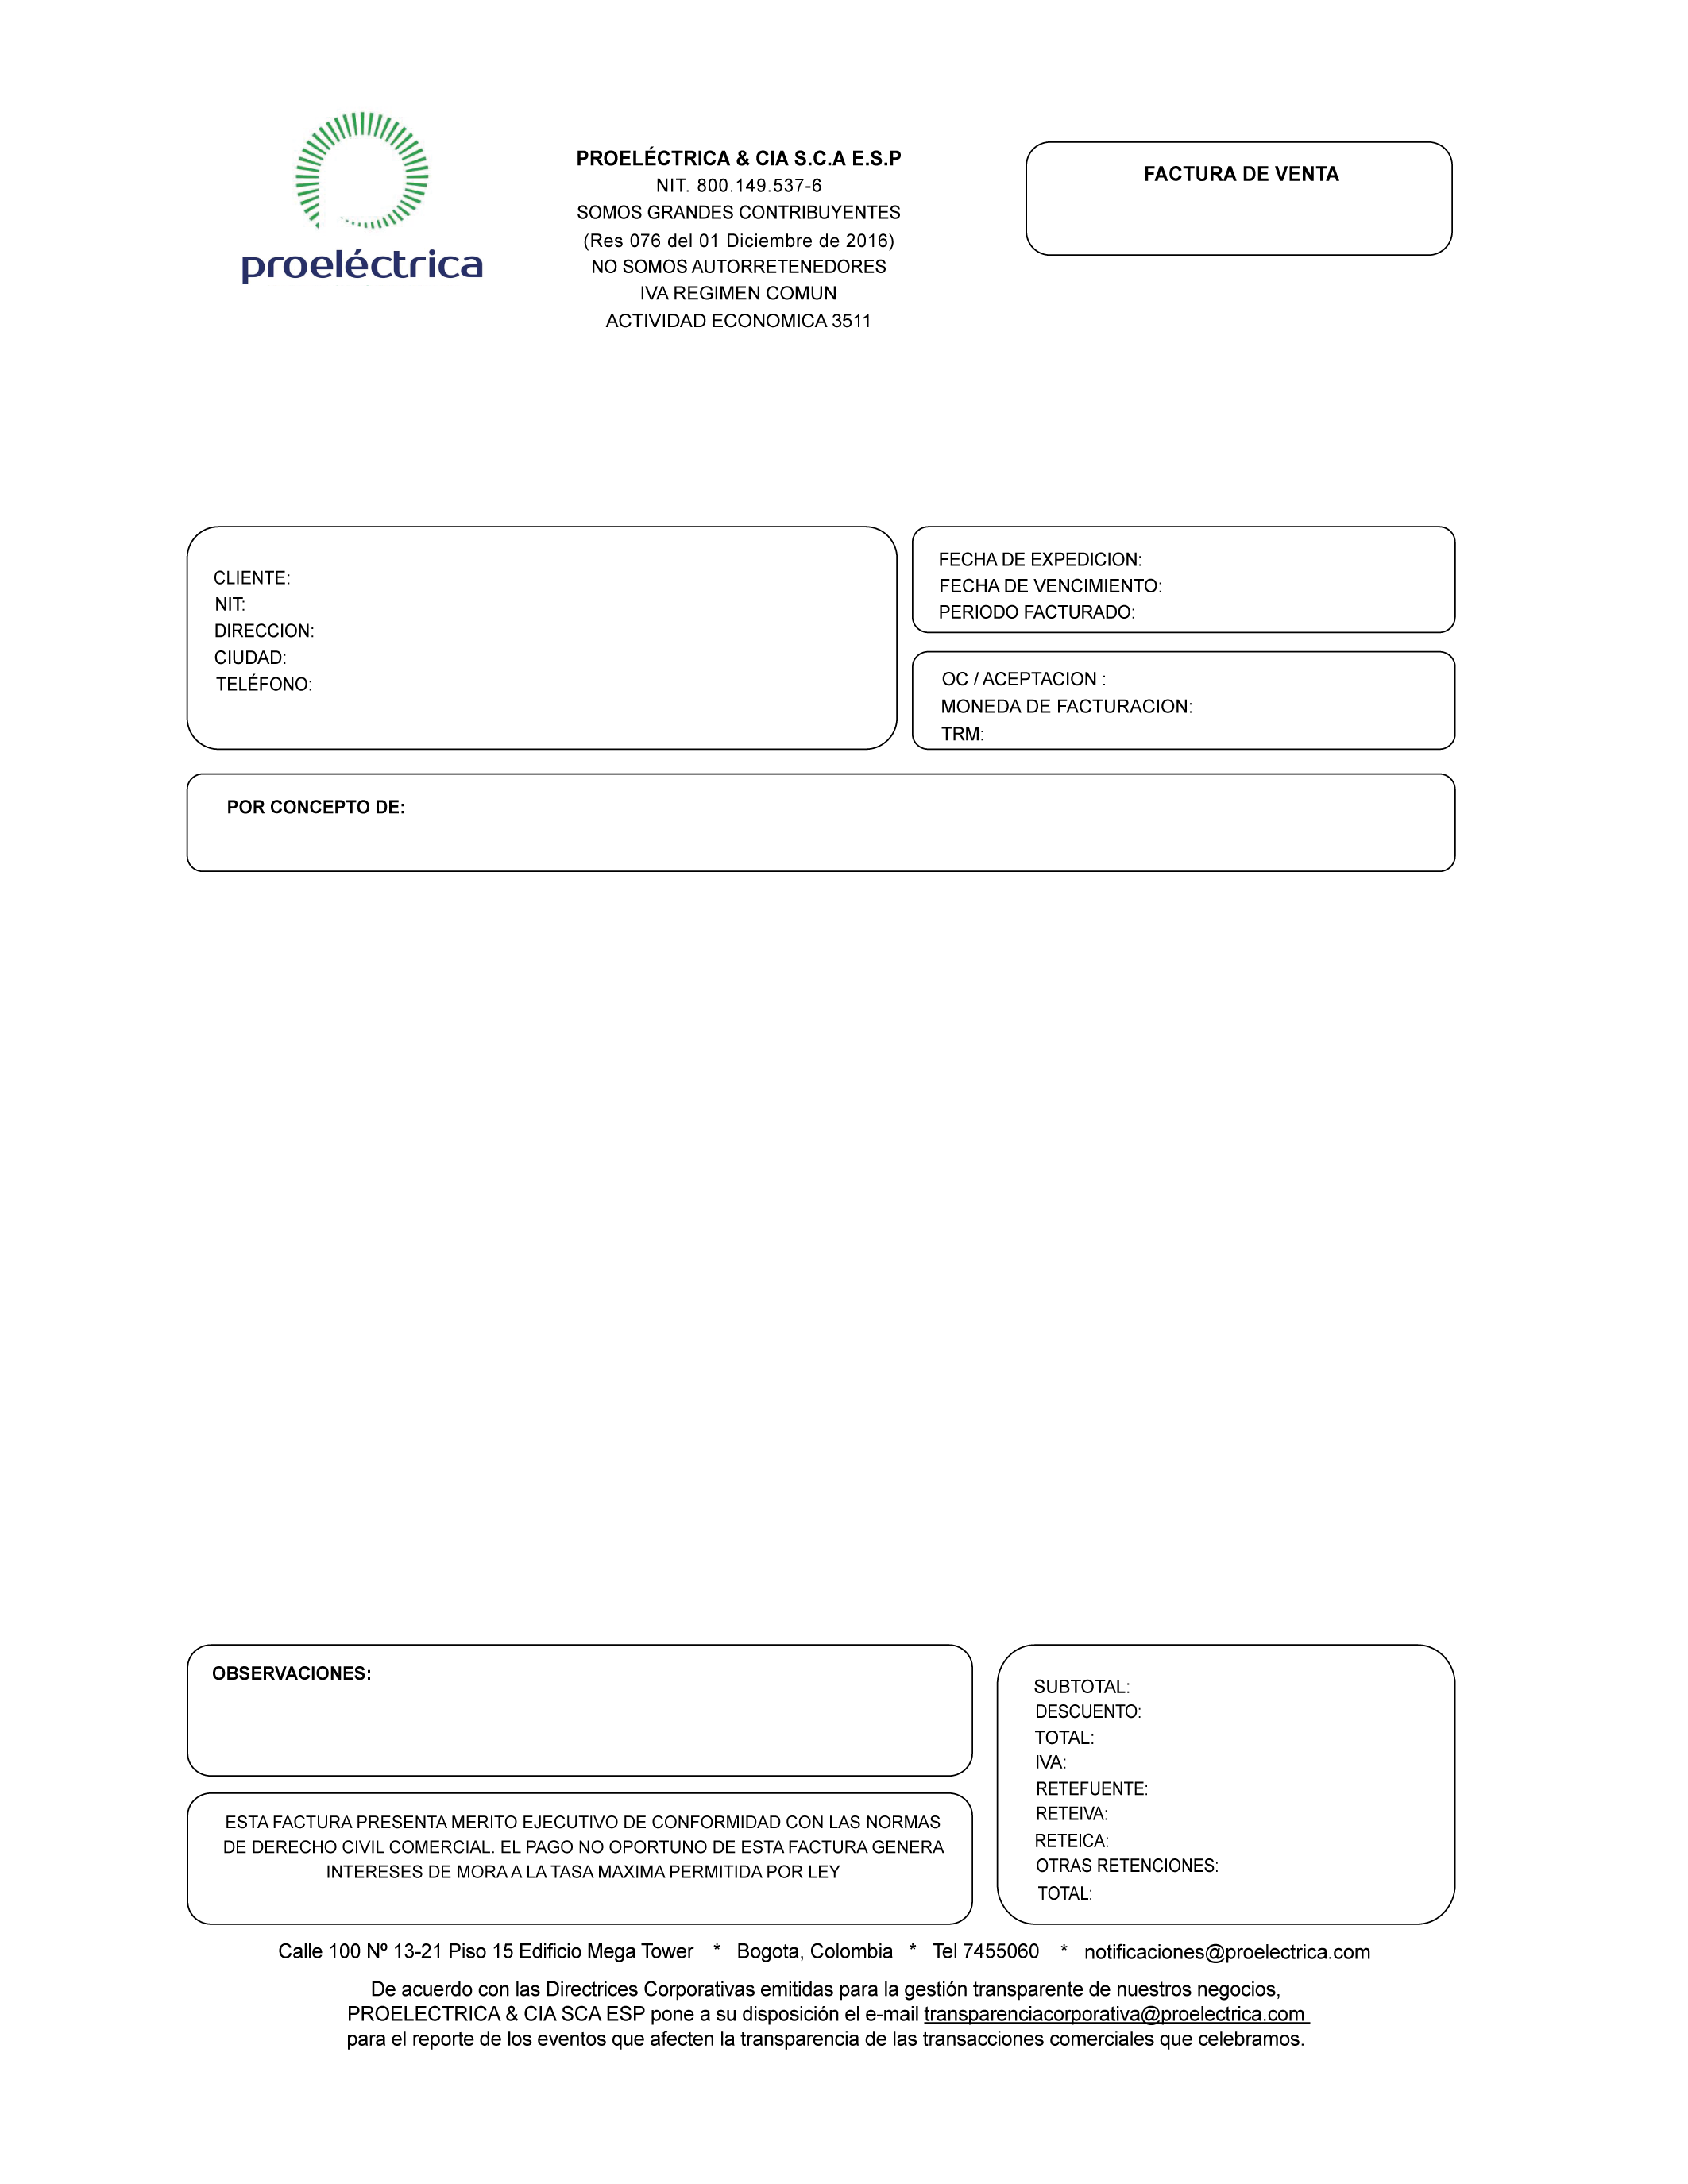 proeléctrica
PROELÉCTRICA & CIA S.C.A E.S.P
NIT. 800.149.537-6
SOMOS GRANDES CONTRIBUYENTES
(Res 076 del 01 Diciembre de 2016)
NO SOMOS AUTORRETENEDORES
IVA REGIMEN COMUN
ACTIVIDAD ECONOMICA 3511
FACTURA DE VENTA
CLIENTE:
NIT:
DIRECCION:
CIUDAD:
TELÉFONO:
FECHA DE EXPEDICION:
FECHA DE VENCIMIENTO:
PERIODO FACTURADO:
OC / ACEPTACION :
MONEDA DE FACTURACION:
TRM:
POR CONCEPTO DE:
OBSERVACIONES:
ESTA FACTURA PRESENTA MERITO EJECUTIVO DE CONFORMIDAD CON LAS NORMAS
DE DERECHO CIVIL COMERCIAL. EL PAGO NO OPORTUNO DE ESTA FACTURA GENERA
INTERESES DE MORA A LA TASA MAXIMA PERMITIDA POR LEY
SUBTOTAL:
DESCUENTO:
TOTAL:
IVA:
RETEFUENTE:
RETEIVA:
RETEICA:
OTRAS RETENCIONES:
TOTAL:
Calle 100 Nº 13-21 Piso 15 Edificio Mega Tower * Bogota, Colombia * Tel 7455060 * notificaciones@proelectrica.com
De acuerdo con las Directrices Corporativas emitidas para la gestión transparente de nuestros negocios,
PROELECTRICA & CIA SCA ESP pone a su disposición el e-mail transparenciacorporativa@proelectrica.com
para el reporte de los eventos que afecten la transparencia de las transacciones comerciales que celebramos.